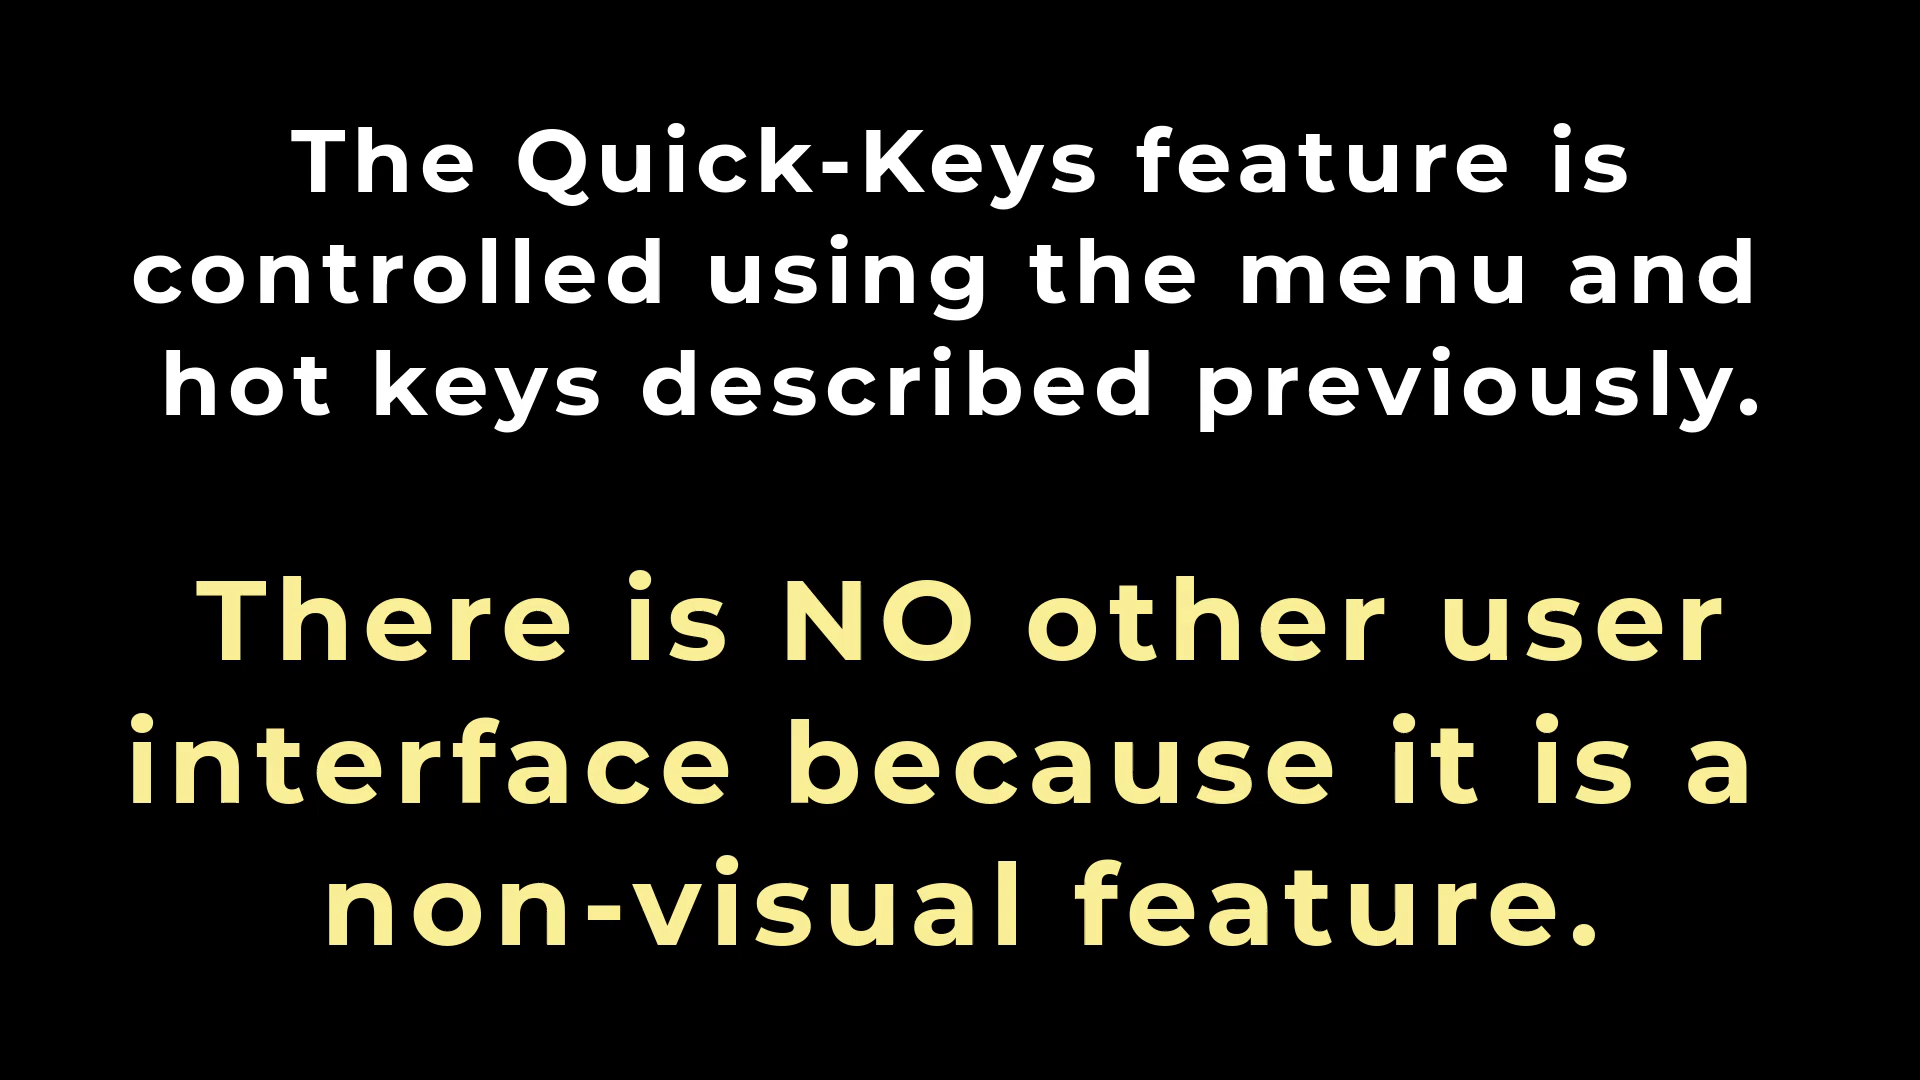 The Quick-Keys feature is
controlled using the menu and
hot keys described previously.
There is NO other user
interface because it is a
non-visual feature.